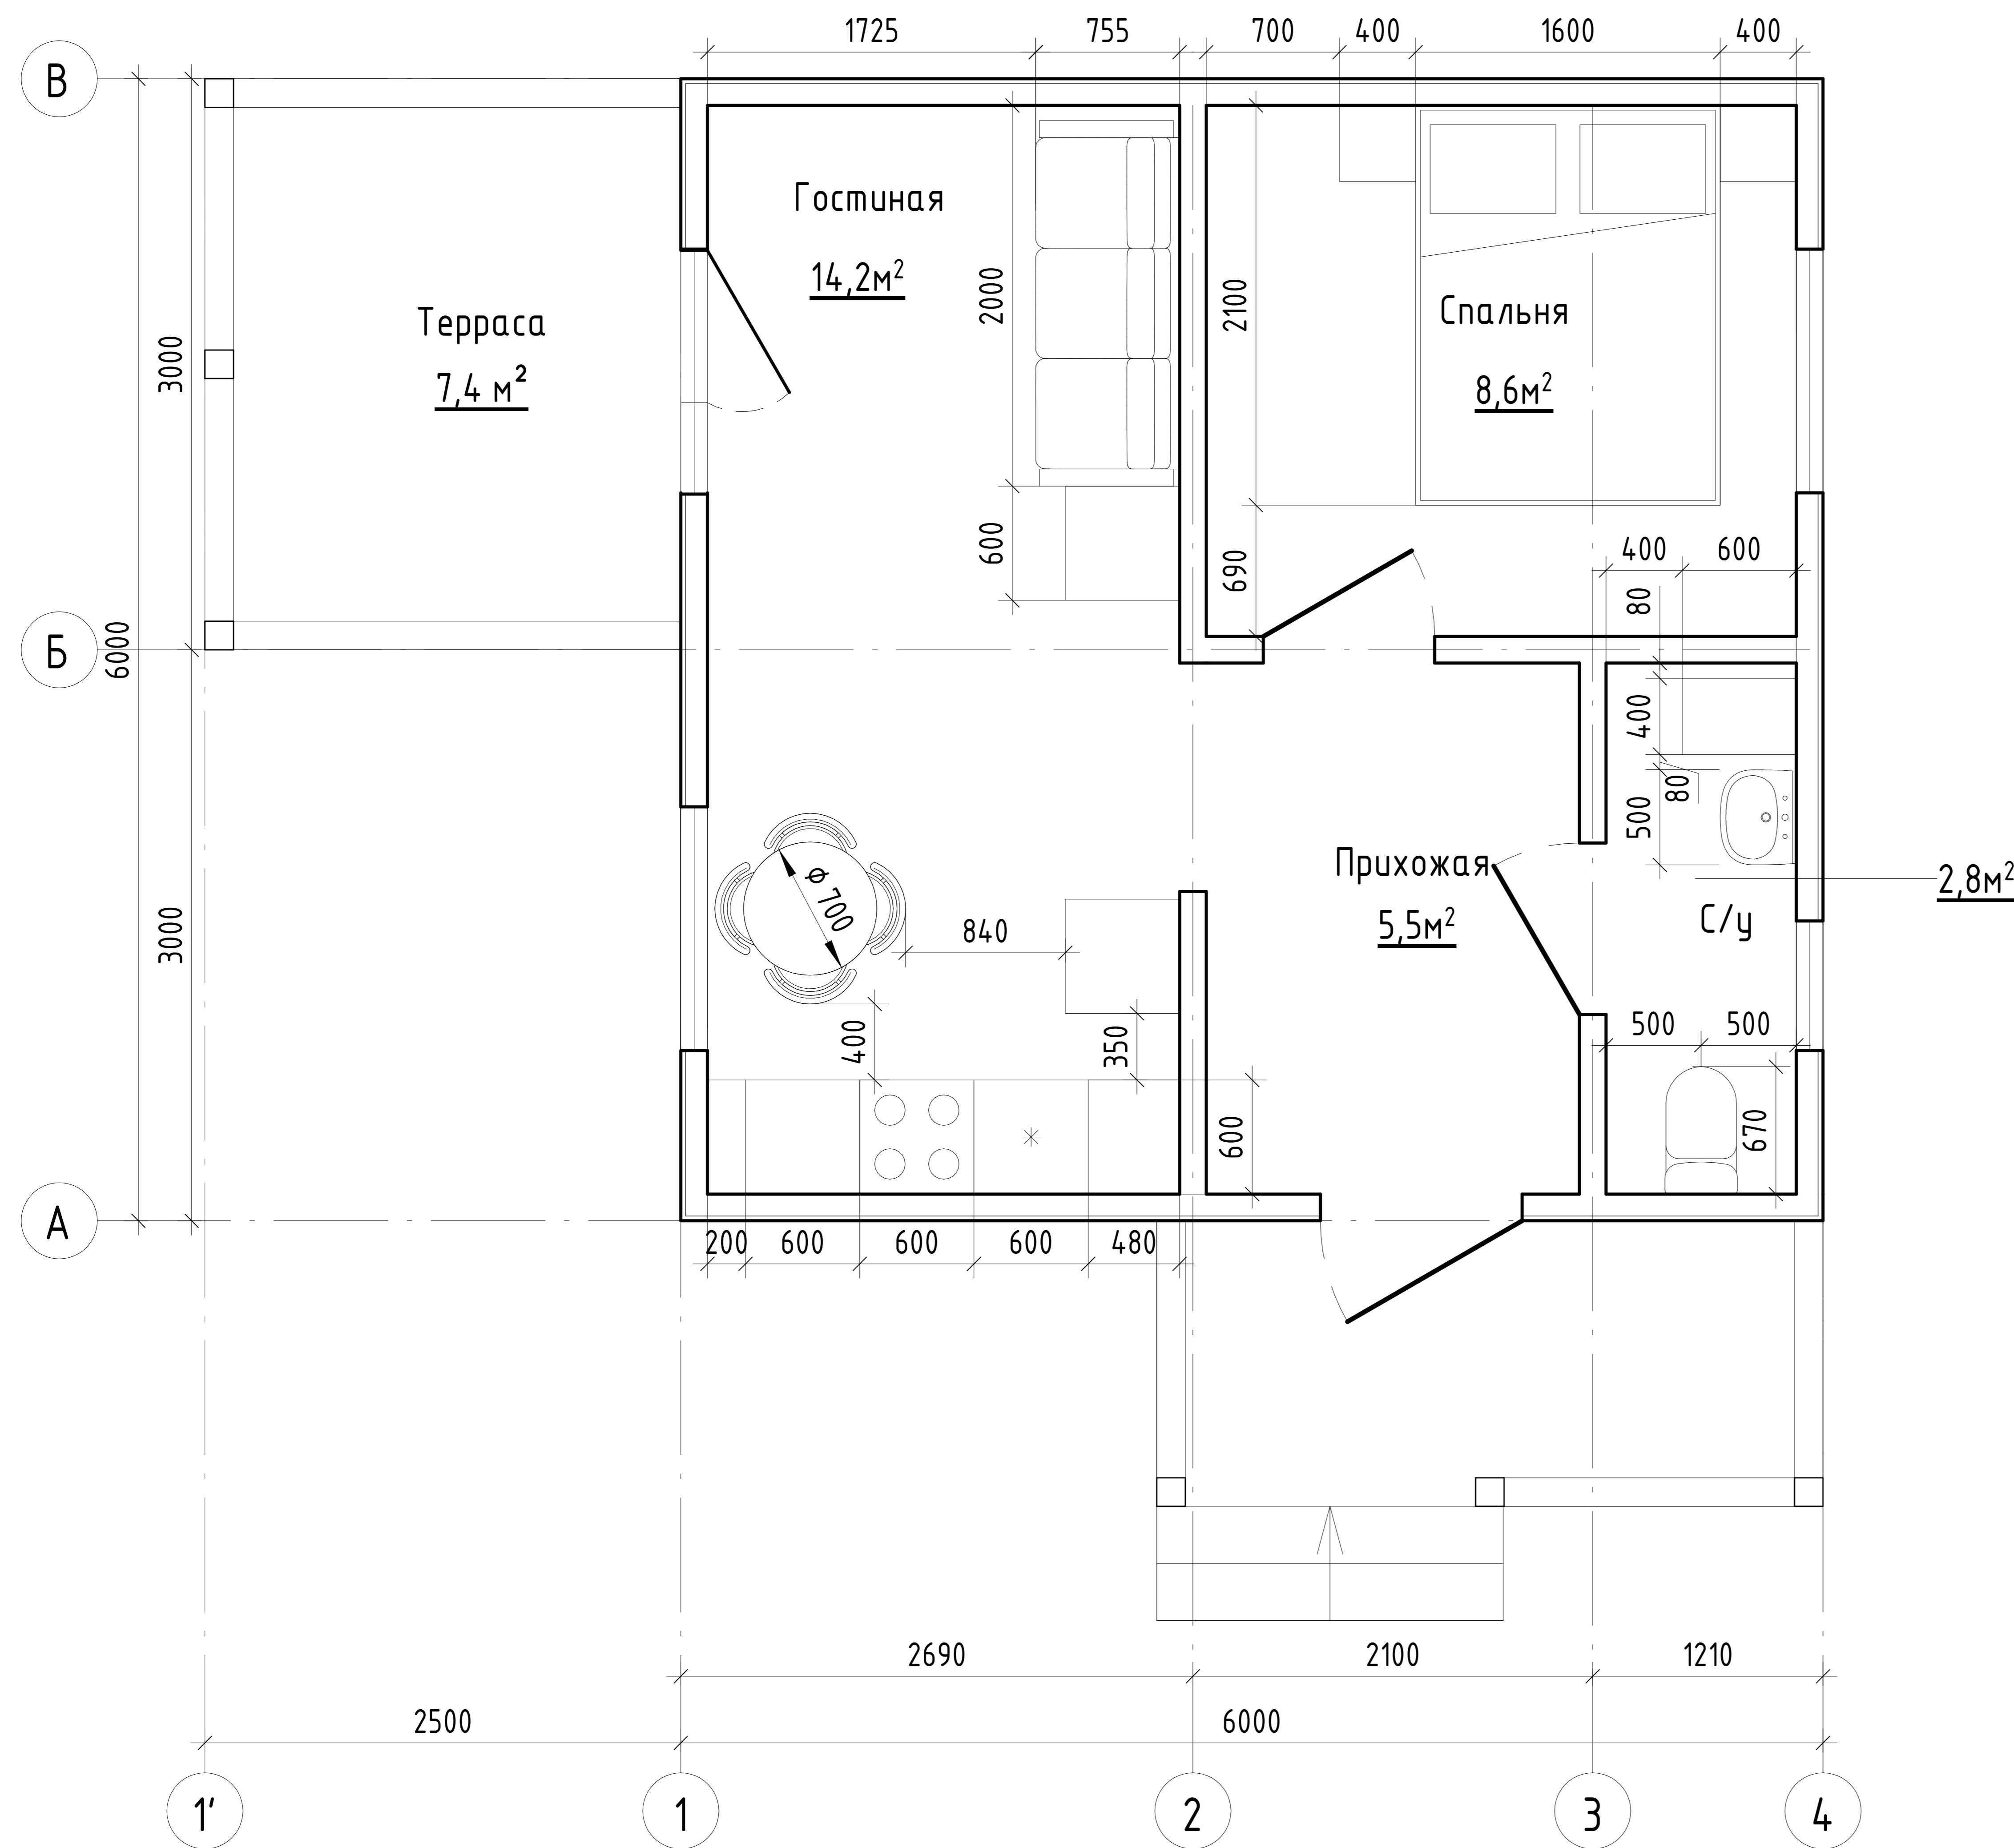 1725 755 700 400 1600 400
В
Гостиная
14,2м²
2000
2100
Спальня
8,6м²
Терраса
7,4 м²
3000
600
690
400 600
80
Б
6000
400
80
500
Прихожая
5,5м²
2,8м²
С/у
ϕ 700
840
3000
400
350
500 500
600
670
А
200 600 600 600 480
2690 2100 1210
2500 6000
1' 1 2 3 4